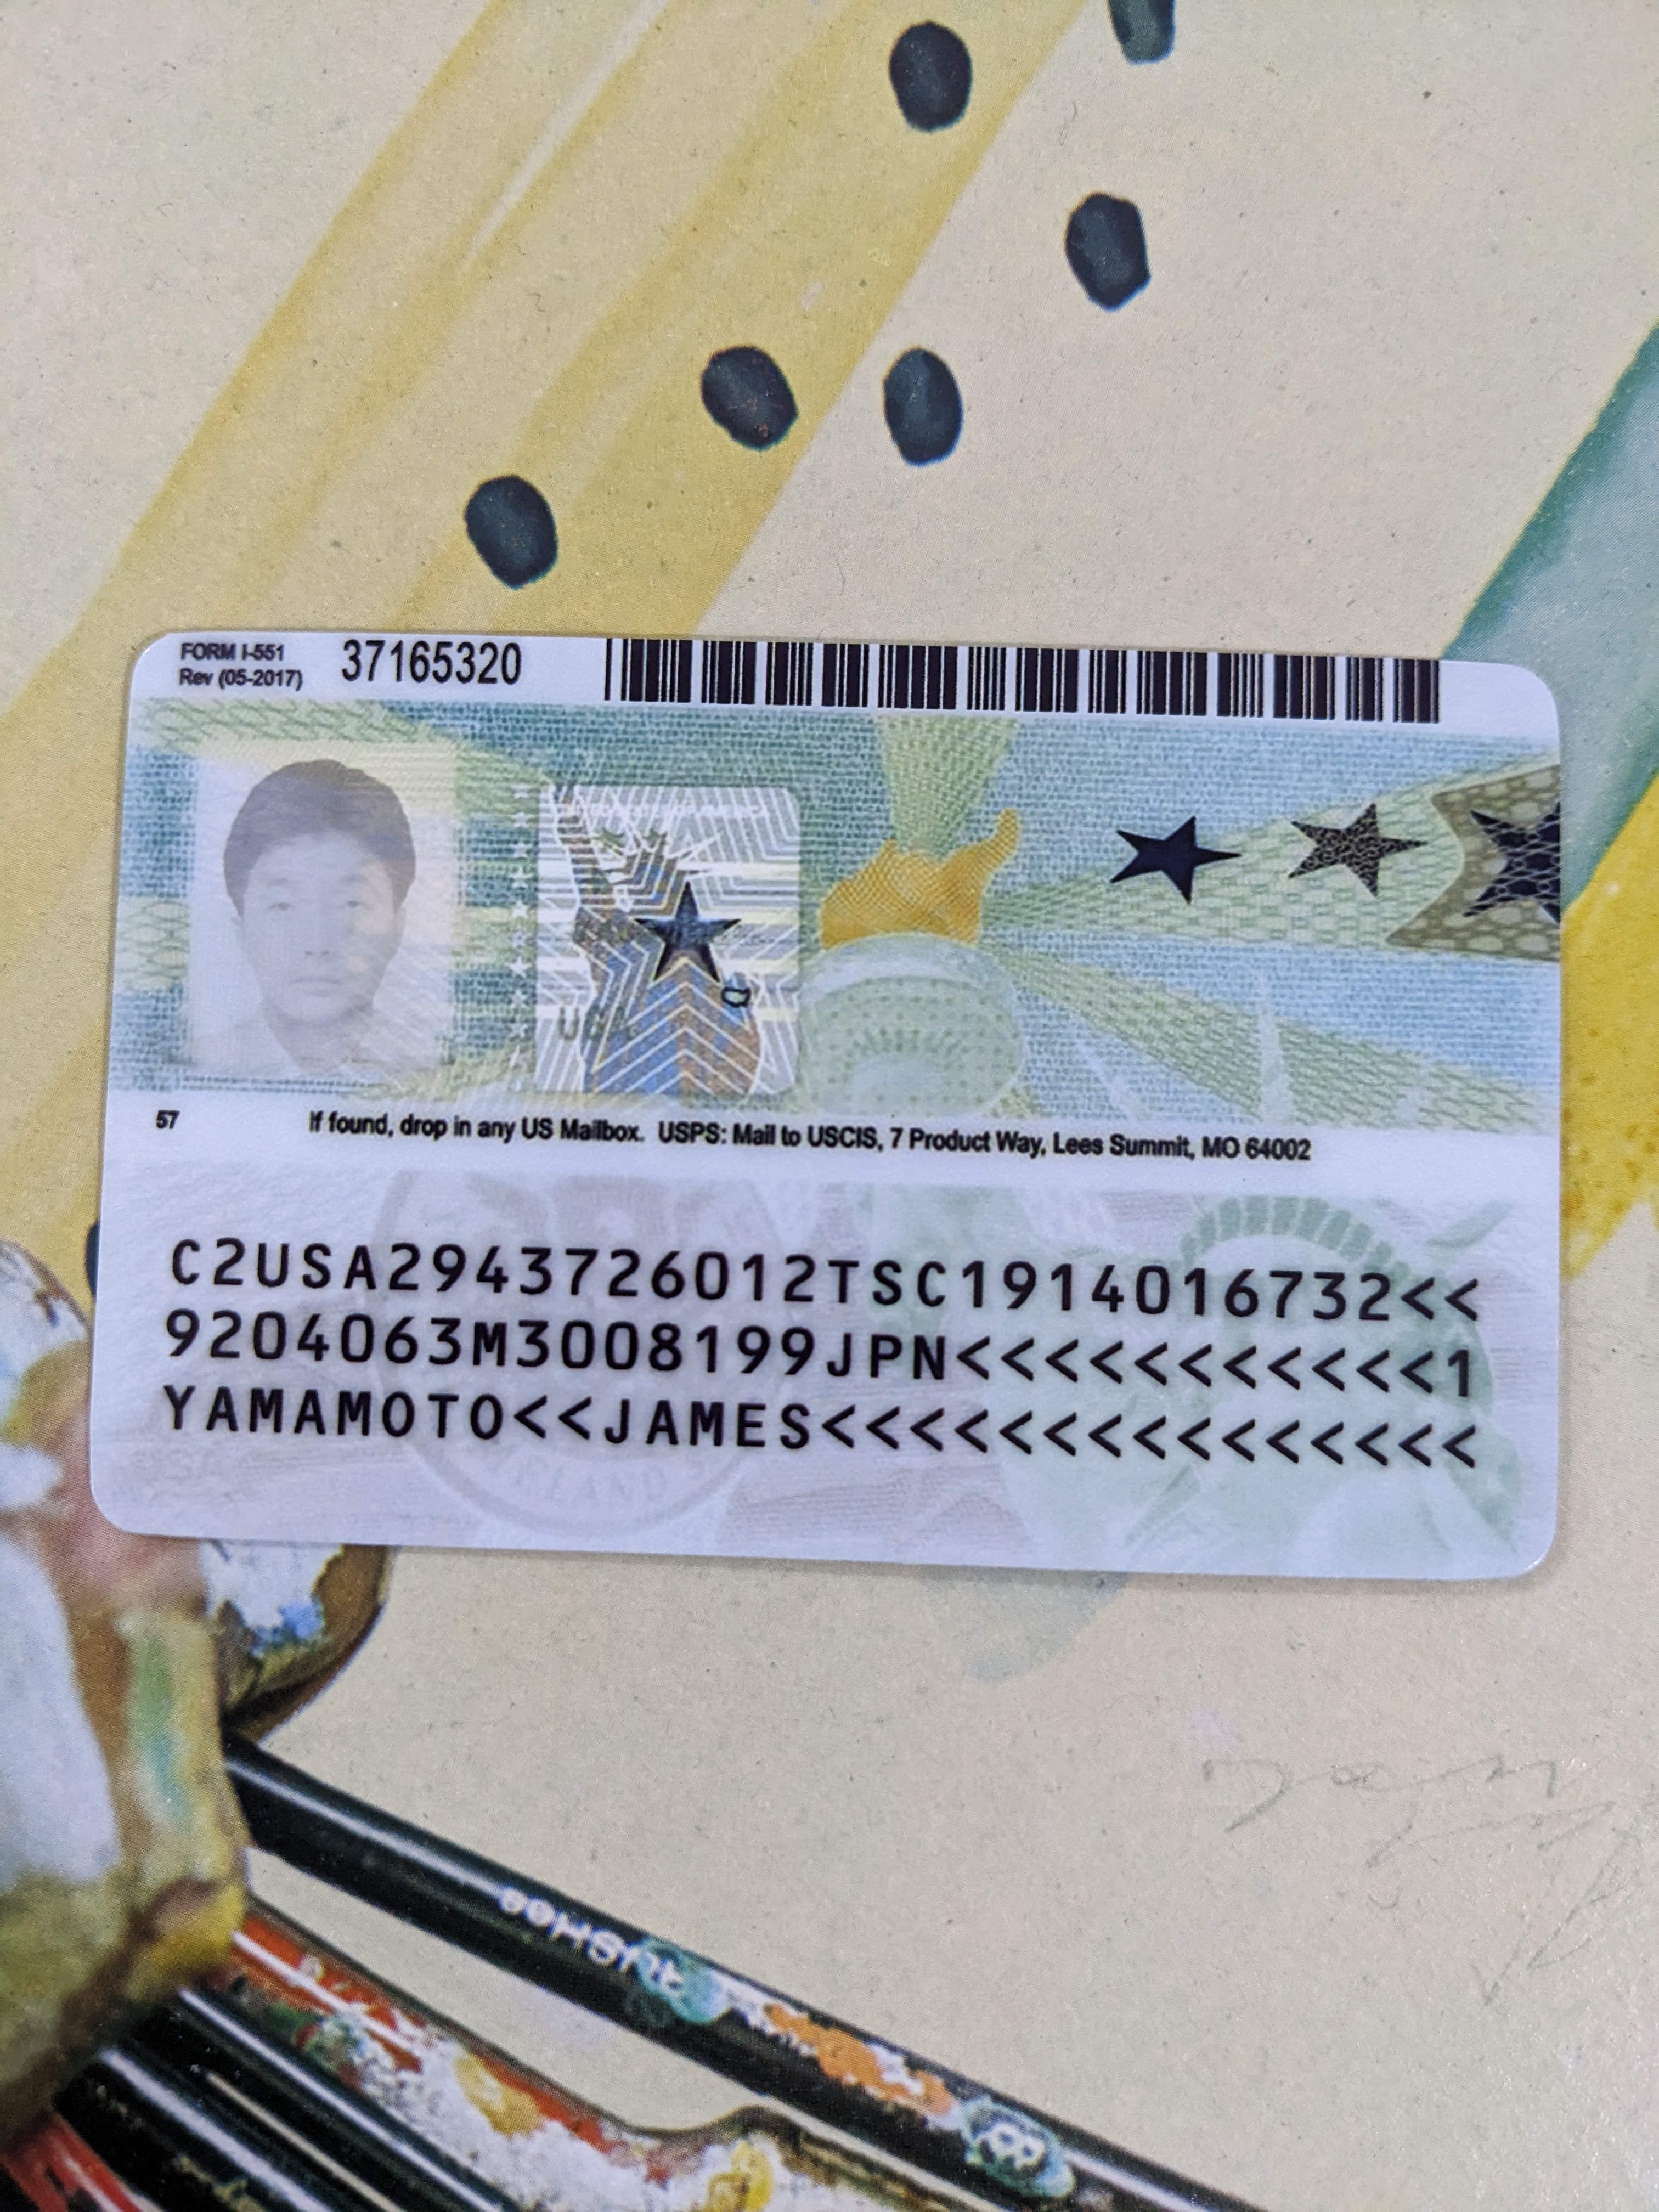 FORM I-551
Rev (05-2017)
37165320
USA
57
If found, drop in any US Mailbox. USPS: Mail to USCIS, 7 Product Way, Lees Summit, MO 64002
C2USA2943726012TSC1914016732<<
9204063M3008199JPN<<<<<<<<<<<1
YAMAMOTO<<JAMES<<<<<<<<<<<<<<<